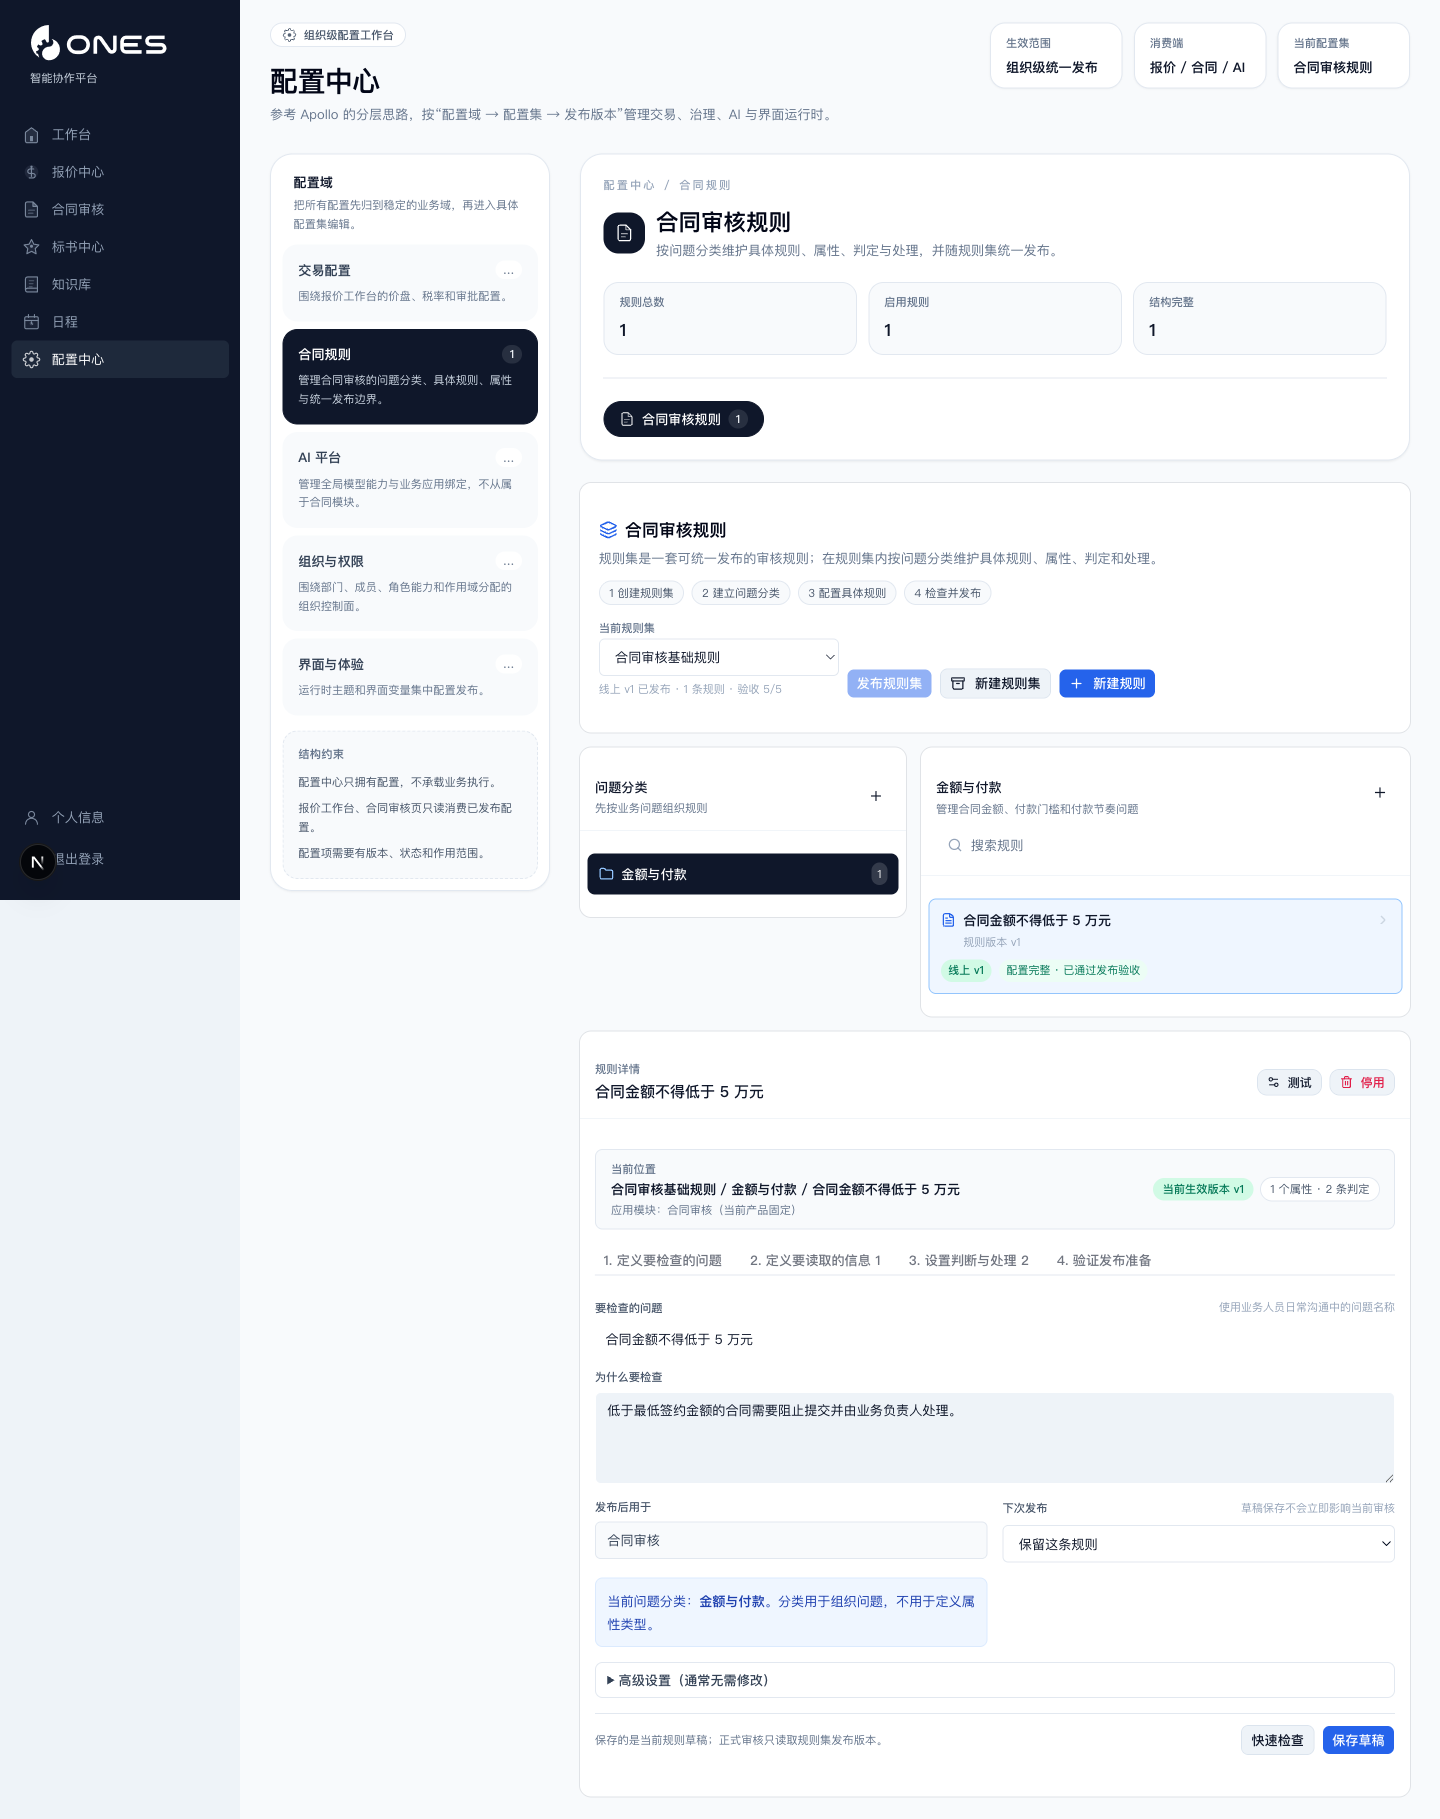 ONES
智能协作平台
工作台
报价中心
合同审核
标书中心
知识库
日程
配置中心
个人信息
退出登录
N
组织级配置工作台
配置中心
参考 Apollo 的分层思路，按“配置域 → 配置集 → 发布版本”管理交易、治理、AI 与界面运行时。
生效范围
组织级统一发布
消费端
报价 / 合同 / AI
当前配置集
合同审核规则
配置域
把所有配置先归到稳定的业务域，再进入具体
配置集编辑。
交易配置
...
围绕报价工作台的价盘、税率和审批配置。
合同规则
1
管理合同审核的问题分类、具体规则、属性
与统一发布边界。
AI 平台
...
管理全局模型能力与业务应用绑定，不从属
于合同模块。
组织与权限
...
围绕部门、成员、角色能力和作用域分配的
组织控制面。
界面与体验
...
运行时主题和界面变量集中配置发布。
结构约束
配置中心只拥有配置，不承载业务执行。
报价工作台、合同审核页只读消费已发布配
置。
配置项需要有版本、状态和作用范围。
配置中心 / 合同规则
合同审核规则
按问题分类维护具体规则、属性、判定与处理，并随规则集统一发布。
规则总数
1
启用规则
1
结构完整
1
合同审核规则 1
合同审核规则
规则集是一套可统一发布的审核规则；在规则集内按问题分类维护具体规则、属性、判定和处理。
1 创建规则集
2 建立问题分类
3 配置具体规则
4 检查并发布
当前规则集
合同审核基础规则
线上 v1 已发布 · 1 条规则 · 验收 5/5
发布规则集
新建规则集
新建规则
问题分类
先按业务问题组织规则
金额与付款
1
金额与付款
管理合同金额、付款门槛和付款节奏问题
搜索规则
合同金额不得低于 5 万元
规则版本 v1
线上 v1
配置完整 · 已通过发布验收
规则详情
合同金额不得低于 5 万元
测试
停用
当前位置
合同审核基础规则 / 金额与付款 / 合同金额不得低于 5 万元
应用模块：合同审核（当前产品固定）
当前生效版本 v1
1 个属性 · 2 条判定
1. 定义要检查的问题
2. 定义要读取的信息 1
3. 设置判断与处理 2
4. 验证发布准备
要检查的问题
使用业务人员日常沟通中的问题名称
合同金额不得低于 5 万元
为什么要检查
低于最低签约金额的合同需要阻止提交并由业务负责人处理。
发布后用于
合同审核
下次发布
草稿保存不会立即影响当前审核
保留这条规则
当前问题分类：金额与付款。分类用于组织问题，不用于定义属
性类型。
高级设置（通常无需修改）
保存的是当前规则草稿；正式审核只读取规则集发布版本。
快速检查
保存草稿